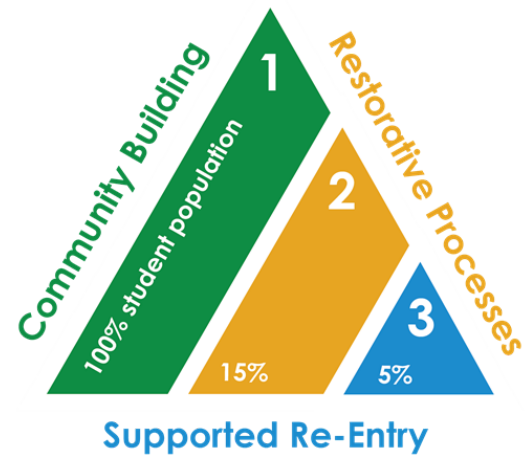 Community Building
Restorative Processes
1
100% student population
2
15%
3
5%
Supported Re-Entry